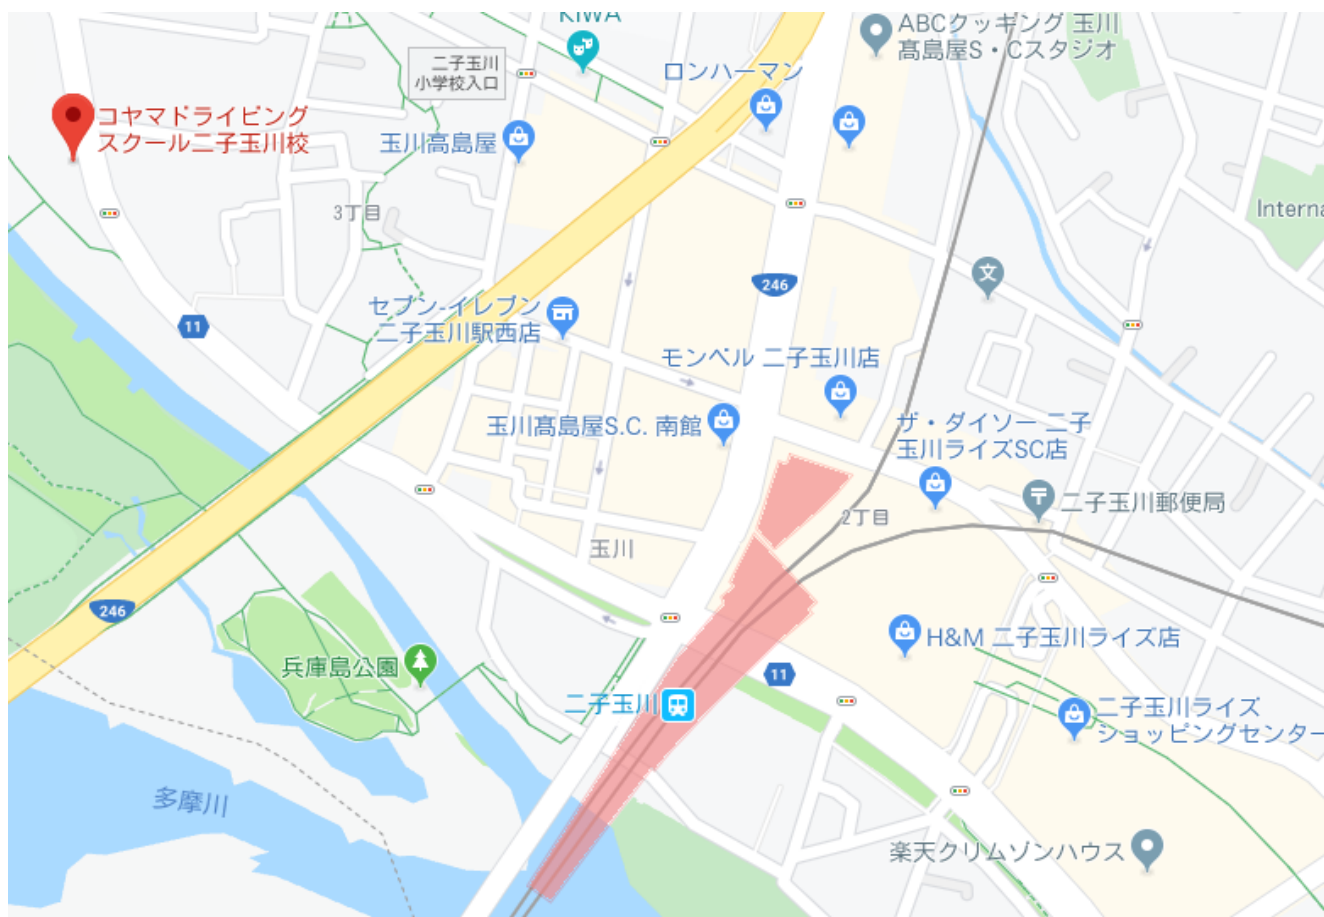 KIWA
ABCクッキング 玉川
髙島屋S・Cスタジオ
二子玉川
小学校入口
ロンハーマン
コヤマドライビング
スクール二子玉川校
玉川高島屋
3丁目
Interna
文
246
セブン-イレブン
二子玉川駅西店
11
モンベル 二子玉川店
玉川髙島屋S.C. 南館
ザ・ダイソー 二子
玉川ライズSC店
二子玉川郵便局
2丁目
玉川
246
H&M 二子玉川ライズ店
兵庫島公園
11
二子玉川
二子玉川ライズ
ショッピングセンター
多摩川
楽天クリムゾンハウス